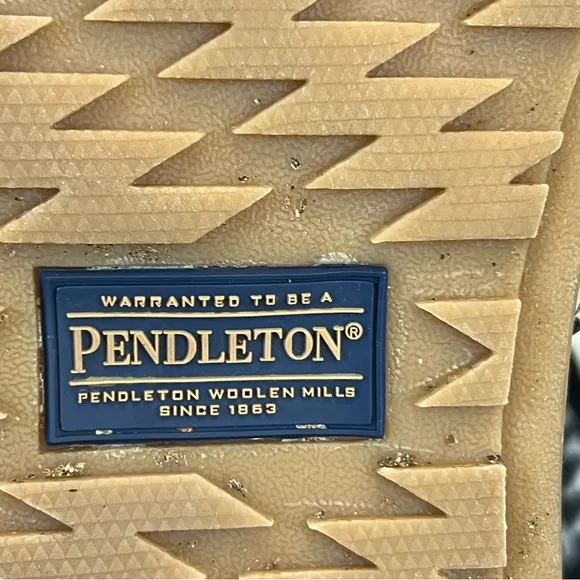 WARRANTED TO BE A
PENDLETON®
PENDLETON WOOLEN MILLS
SINCE 1863